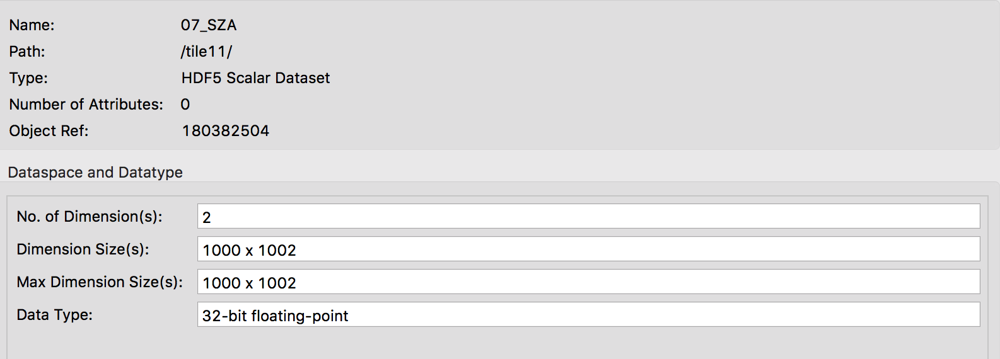 Name: 07_SZA
Path: /tile11/
Type: HDF5 Scalar Dataset
Number of Attributes: 0
Object Ref: 180382504
Dataspace and Datatype
No. of Dimension(s): 2
Dimension Size(s): 1000 x 1002
Max Dimension Size(s): 1000 x 1002
Data Type: 32-bit floating-point